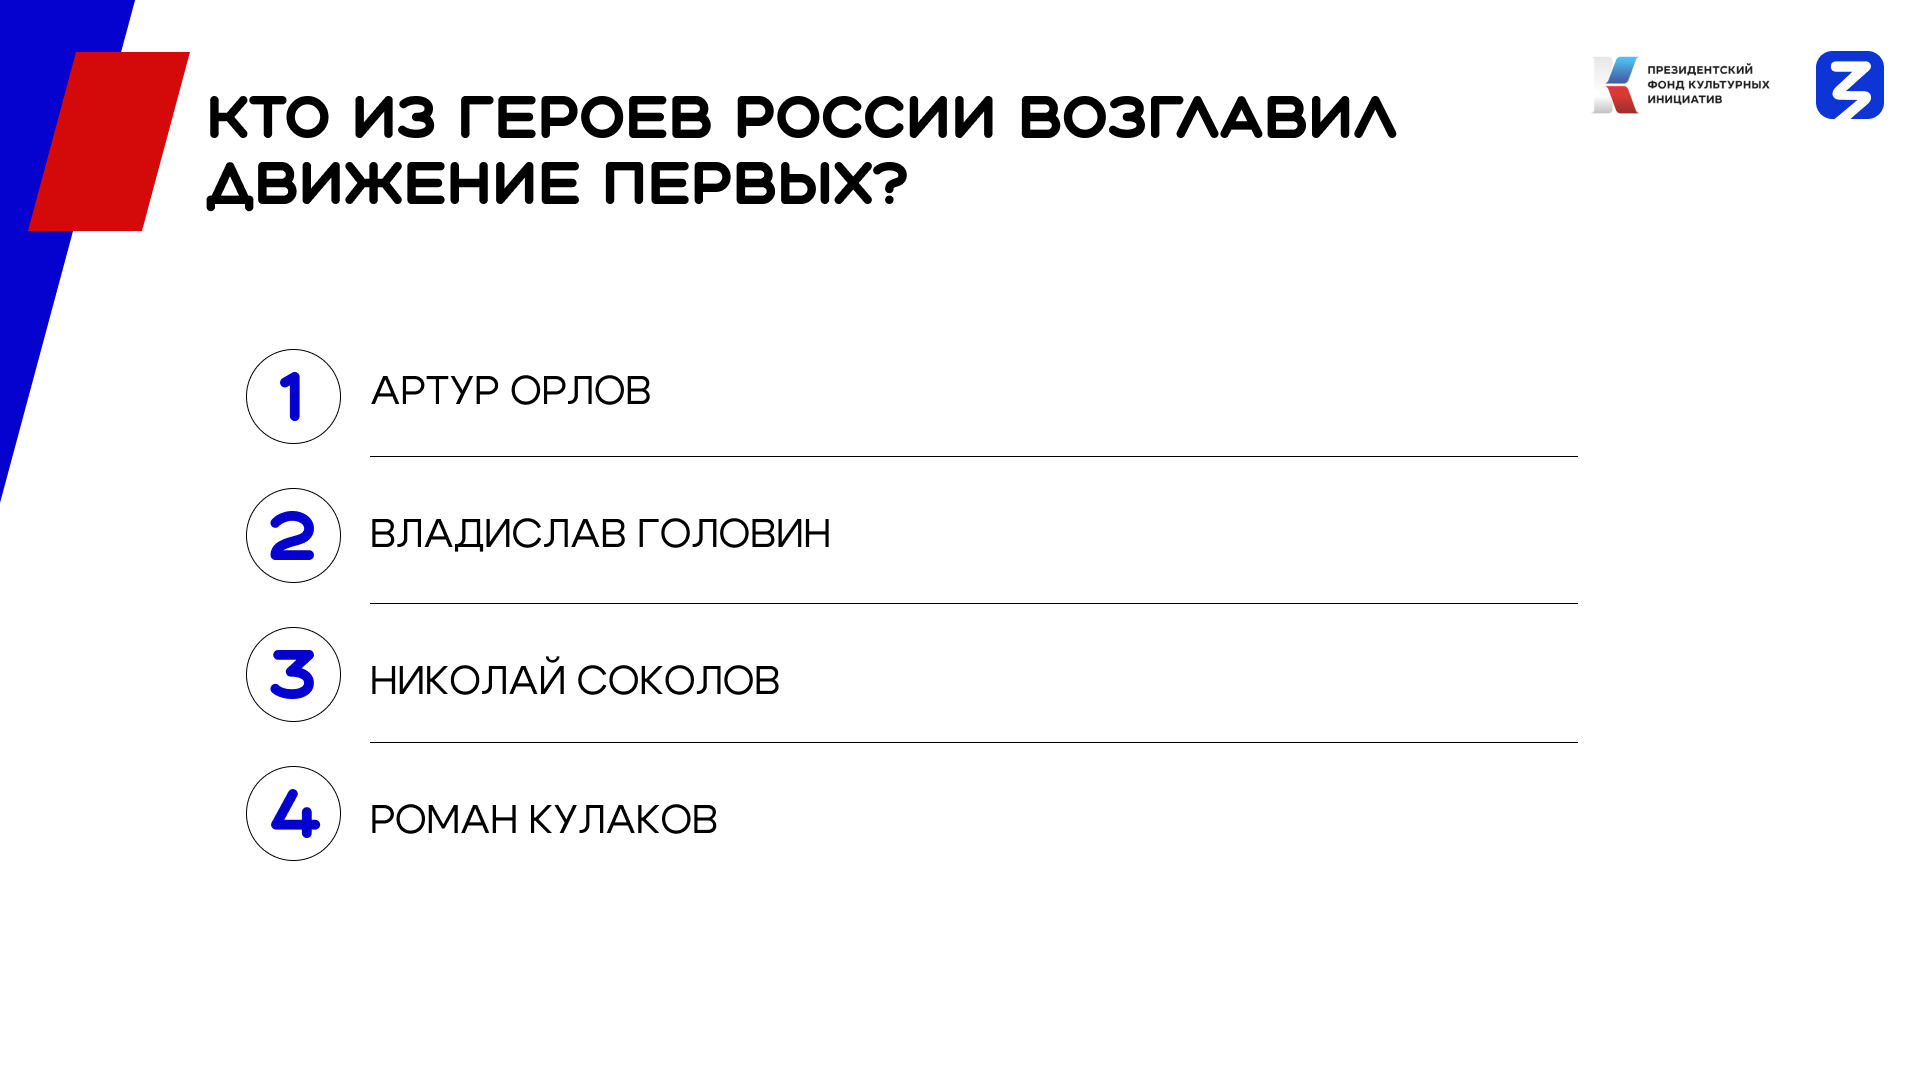 КТО ИЗ ГЕРОЕВ РОССИИ ВОЗГЛАВИЛ
ДВИЖЕНИЕ ПЕРВЫХ?
ПРЕЗИДЕНТСКИЙ
ФОНД КУЛЬТУРНЫХ
ИНИЦИАТИВ
1 АРТУР ОРЛОВ
2 ВЛАДИСЛАВ ГОЛОВИН
3 НИКОЛАЙ СОКОЛОВ
4 РОМАН КУЛАКОВ